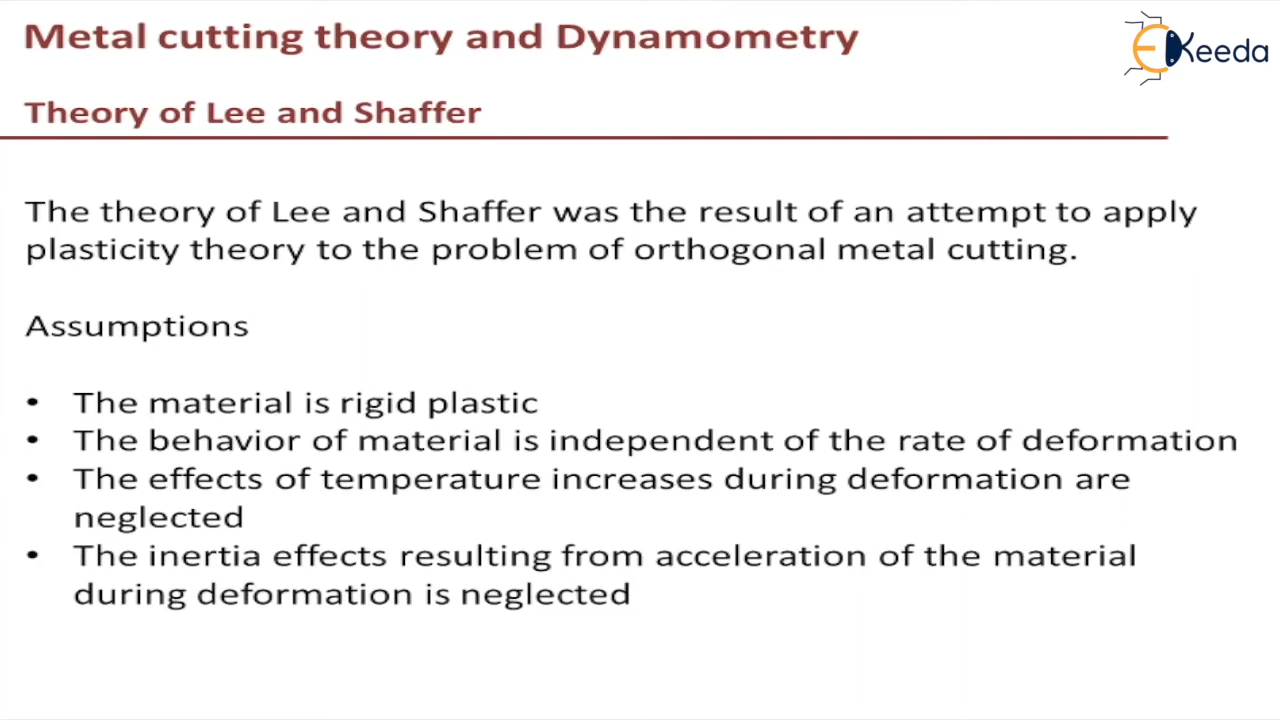 Metal cutting theory and Dynamometry
EKeeda
Theory of Lee and Shaffer
The theory of Lee and Shaffer was the result of an attempt to apply
plasticity theory to the problem of orthogonal metal cutting.
Assumptions
• The material is rigid plastic
• The behavior of material is independent of the rate of deformation
• The effects of temperature increases during deformation are
neglected
• The inertia effects resulting from acceleration of the material
during deformation is neglected